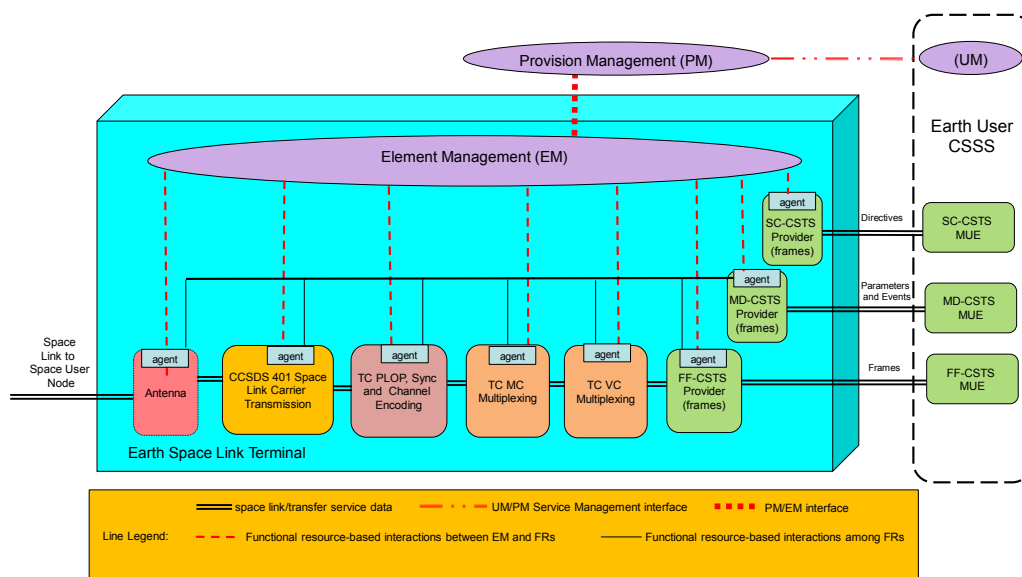 Provision Management (PM)
(UM)
Earth User
CSSS
Element Management (EM)
agent
SC-CSTS
Provider
(frames)
Directives
SC-CSTS
MUE
agent
MD-CSTS
Provider
(frames)
Parameters
and Events
MD-CSTS
MUE
Space
Link to
Space User
Node
agent
Antenna
agent
CCSDS 401 Space
Link Carrier
Transmission
agent
TC PLOP, Sync
and Channel
Encoding
agent
TC MC
Multiplexing
agent
TC VC
Multiplexing
agent
FF-CSTS
Provider
(frames)
Frames
FF-CSTS
MUE
Earth Space Link Terminal
space link/transfer service data
UM/PM Service Management interface
PM/EM interface
Line Legend:
Functional resource-based interactions between EM and FRs
Functional resource-based interactions among FRs